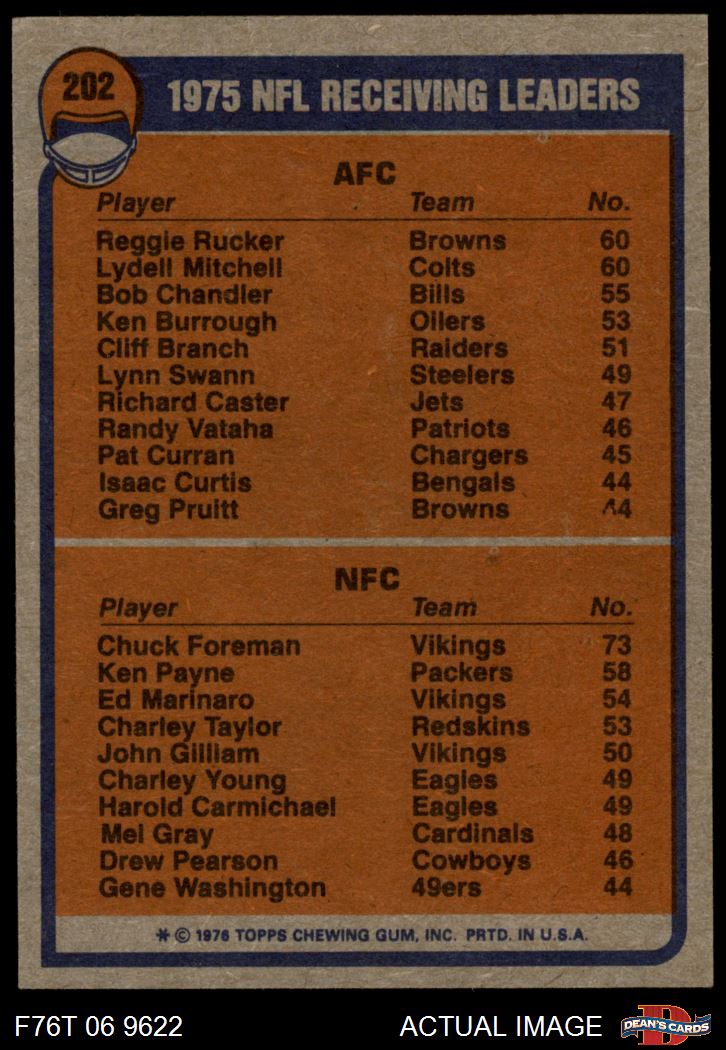 202
1975 NFL RECEIVING LEADERS
AFC
Player Team No.
Reggie Rucker Browns 60
Lydell Mitchell Colts 60
Bob Chandler Bills 55
Ken Burrough Oilers 53
Cliff Branch Raiders 51
Lynn Swann Steelers 49
Richard Caster Jets 47
Randy Vataha Patriots 46
Pat Curran Chargers 45
Isaac Curtis Bengals 44
Greg Pruitt Browns 44
NFC
Player Team No.
Chuck Foreman Vikings 73
Ken Payne Packers 58
Ed Marinaro Vikings 54
Charley Taylor Redskins 53
John Gilliam Vikings 50
Charley Young Eagles 49
Harold Carmichael Eagles 49
Mel Gray Cardinals 48
Drew Pearson Cowboys 46
Gene Washington 49ers 44
* © 1976 TOPPS CHEWING GUM, INC. PRTD. IN U.S.A.
F76T 06 9622 ACTUAL IMAGE D DEAN'S CARDS